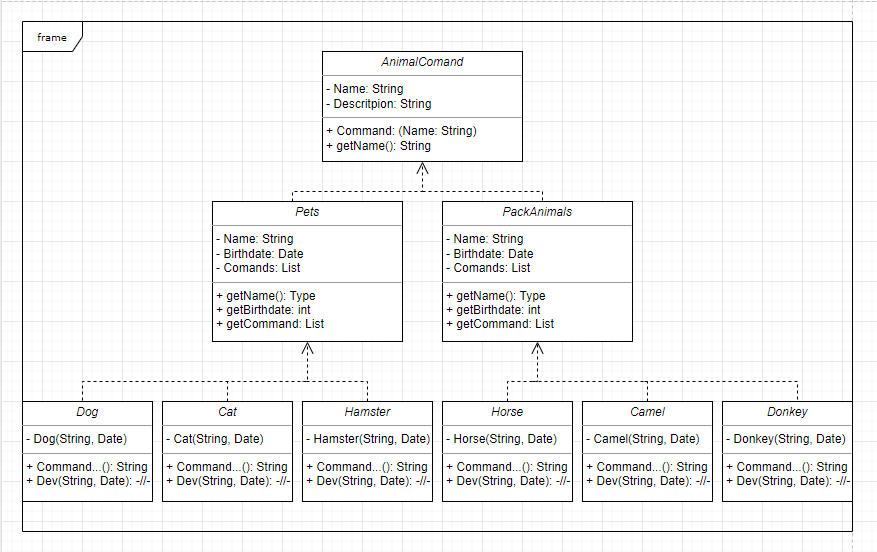 frame
AnimalComand
- Name: String
- Descritpion: String
+ Command: (Name: String)
+ getName(): String
Pets
- Name: String
- Birthdate: Date
- Comands: List
+ getName(): Type
+ getBirthdate: int
+ getCommand: List
PackAnimals
- Name: String
- Birthdate: Date
- Comands: List
+ getName(): Type
+ getBirthdate: int
+ getCommand: List
Dog
- Dog(String, Date)
+ Command...(): String
+ Dev(String, Date): -//-
Cat
- Cat(String, Date)
+ Command...(): String
+ Dev(String, Date): -//-
Hamster
- Hamster(String, Date)
+ Command...(): String
+ Dev(String, Date): -//-
Horse
- Horse(String, Date)
+ Command...(): String
+ Dev(String, Date): -//-
Camel
- Camel(String, Date)
+ Command...(): String
+ Dev(String, Date): -//-
Donkey
- Donkey(String, Date)
+ Command...(): String
+ Dev(String, Date): -//-